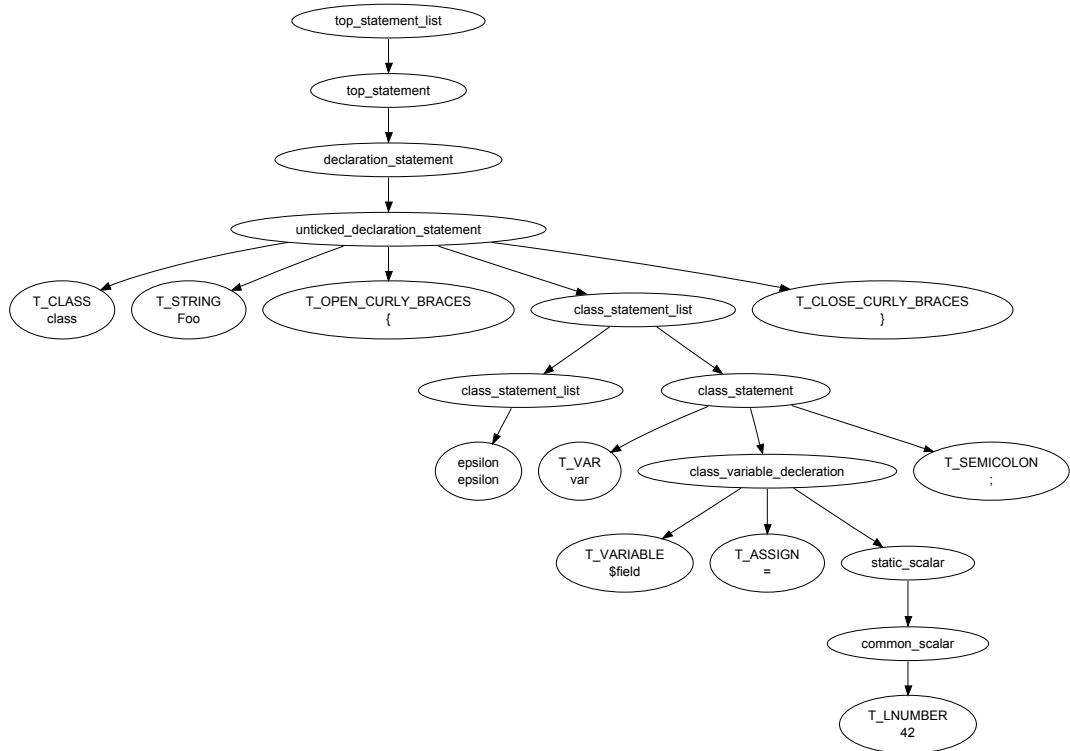 top_statement_list
top_statement
declaration_statement
unticked_declaration_statement
T_CLASS
class
T_STRING
Foo
T_OPEN_CURLY_BRACES
{
class_statement_list
T_CLOSE_CURLY_BRACES
}
class_statement_list
class_statement
epsilon
epsilon
T_VAR
var
class_variable_decleration
T_SEMICOLON
;
T_VARIABLE
$field
T_ASSIGN
=
static_scalar
common_scalar
T_LNUMBER
42